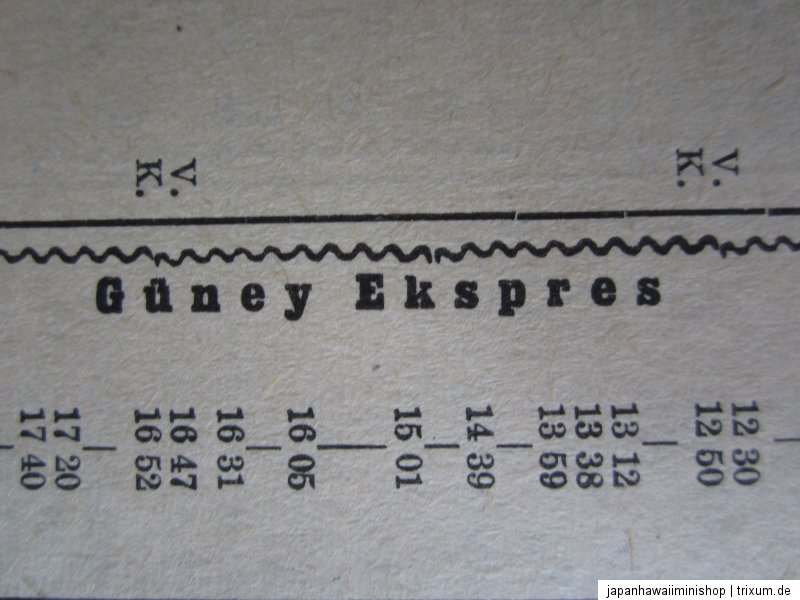 V.
K.
V.
K.
Güney Ekspres
12 30
12 50
13 12
13 38
13 59
14 39
15 01
16 05
16 31
16 47
16 52
17 20
17 40
japanhawaiiminishop | trixum.de